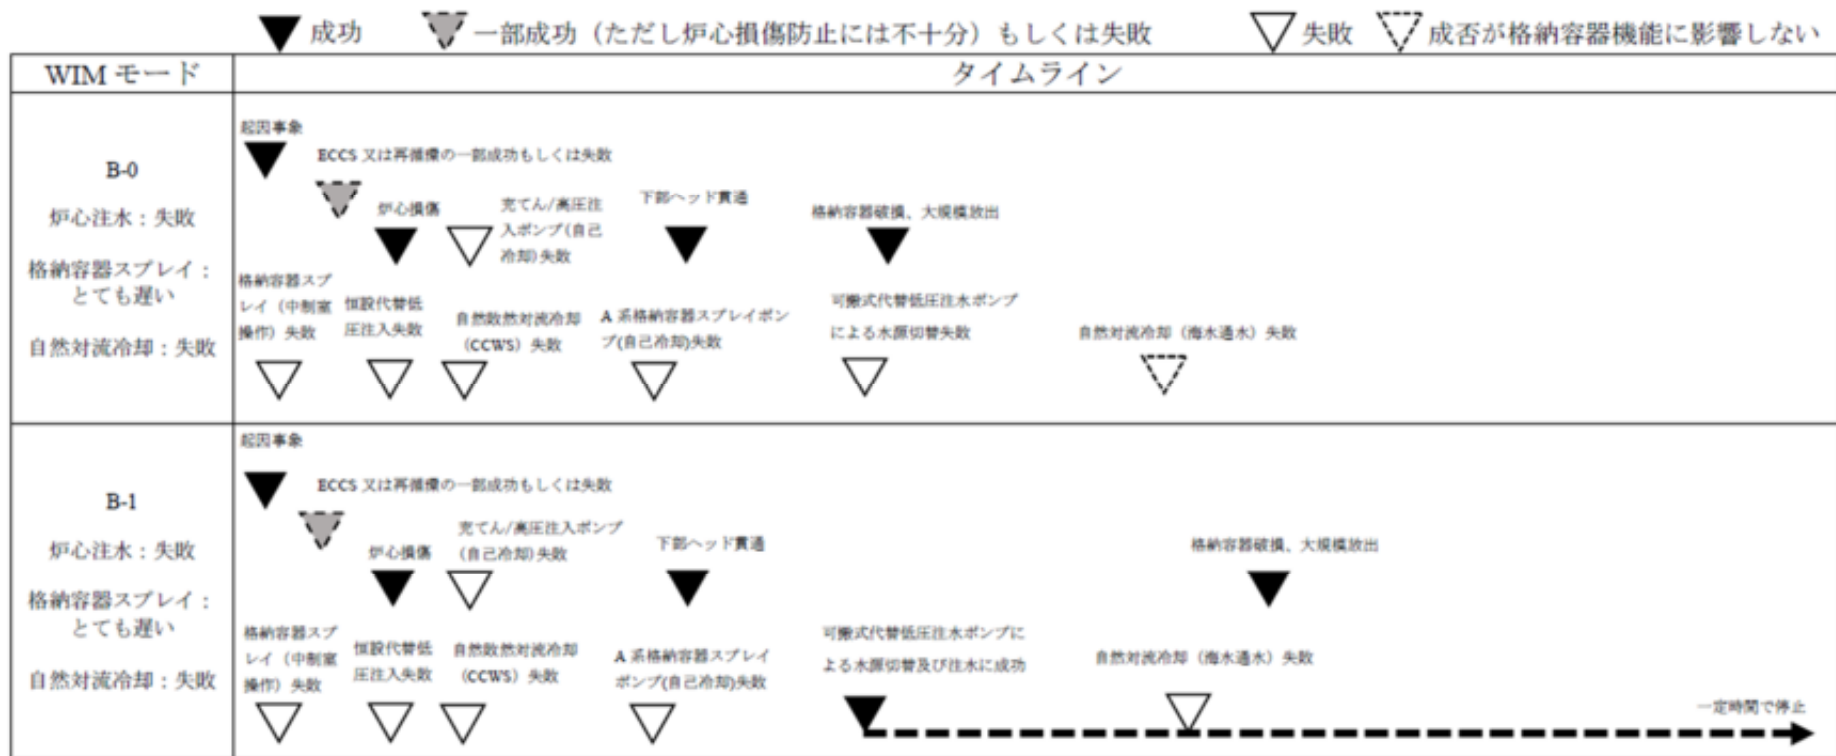 成功
一部成功（ただし炉心損傷防止には不十分）もしくは失敗
失敗
成否が格納容器機能に影響しない
WIM モード
タイムライン
B-0
炉心注水：失敗
格納容器スプレイ：
とても遅い
自然対流冷却：失敗
起因事象
ECCS 又は再循環の一部成功もしくは失敗
炉心損傷
充てん/高圧注
入ポンプ(自己
冷却)失敗
下部ヘッド貫通
格納容器破損、大規模放出
格納容器スプ
レイ（中制室
操作）失敗
恒設代替低
圧注入失敗
自然散然対流冷却
（CCWS）失敗
A 系格納容器スプレイポン
プ(自己冷却)失敗
可搬式代替低圧注水ポンプ
による水源切替失敗
自然対流冷却（海水通水）失敗
B-1
炉心注水：失敗
格納容器スプレイ：
とても遅い
自然対流冷却：失敗
起因事象
ECCS 又は再循環の一部成功もしくは失敗
炉心損傷
充てん/高圧注入ポンプ
(自己冷却)失敗
下部ヘッド貫通
格納容器破損、大規模放出
格納容器スプ
レイ（中制室
操作）失敗
恒設代替低
圧注入失敗
自然散然対流冷却
（CCWS）失敗
A 系格納容器スプレイ
ポンプ(自己冷却)失敗
可搬式代替低圧注水ポンプに
よる水源切替及び注水に成功
自然対流冷却（海水通水）失敗
一定時間で停止